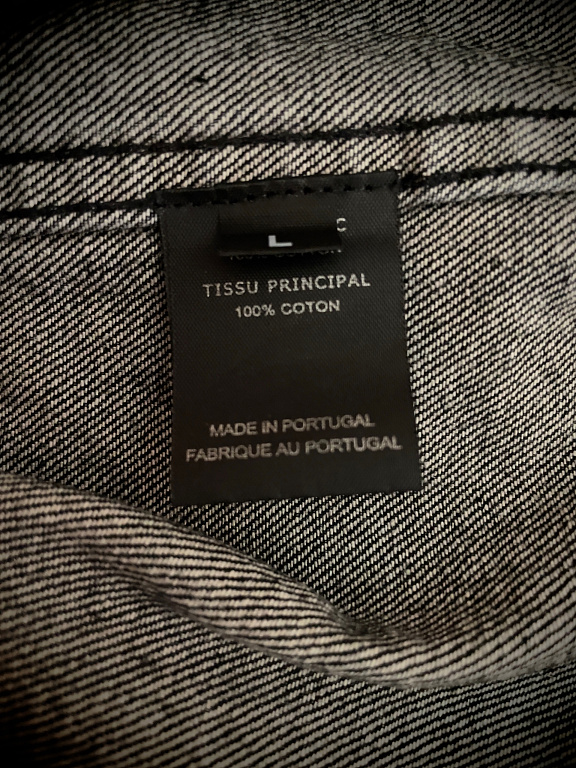 L
C
TISSU PRINCIPAL
100% COTON
MADE IN PORTUGAL
FABRIQUE AU PORTUGAL